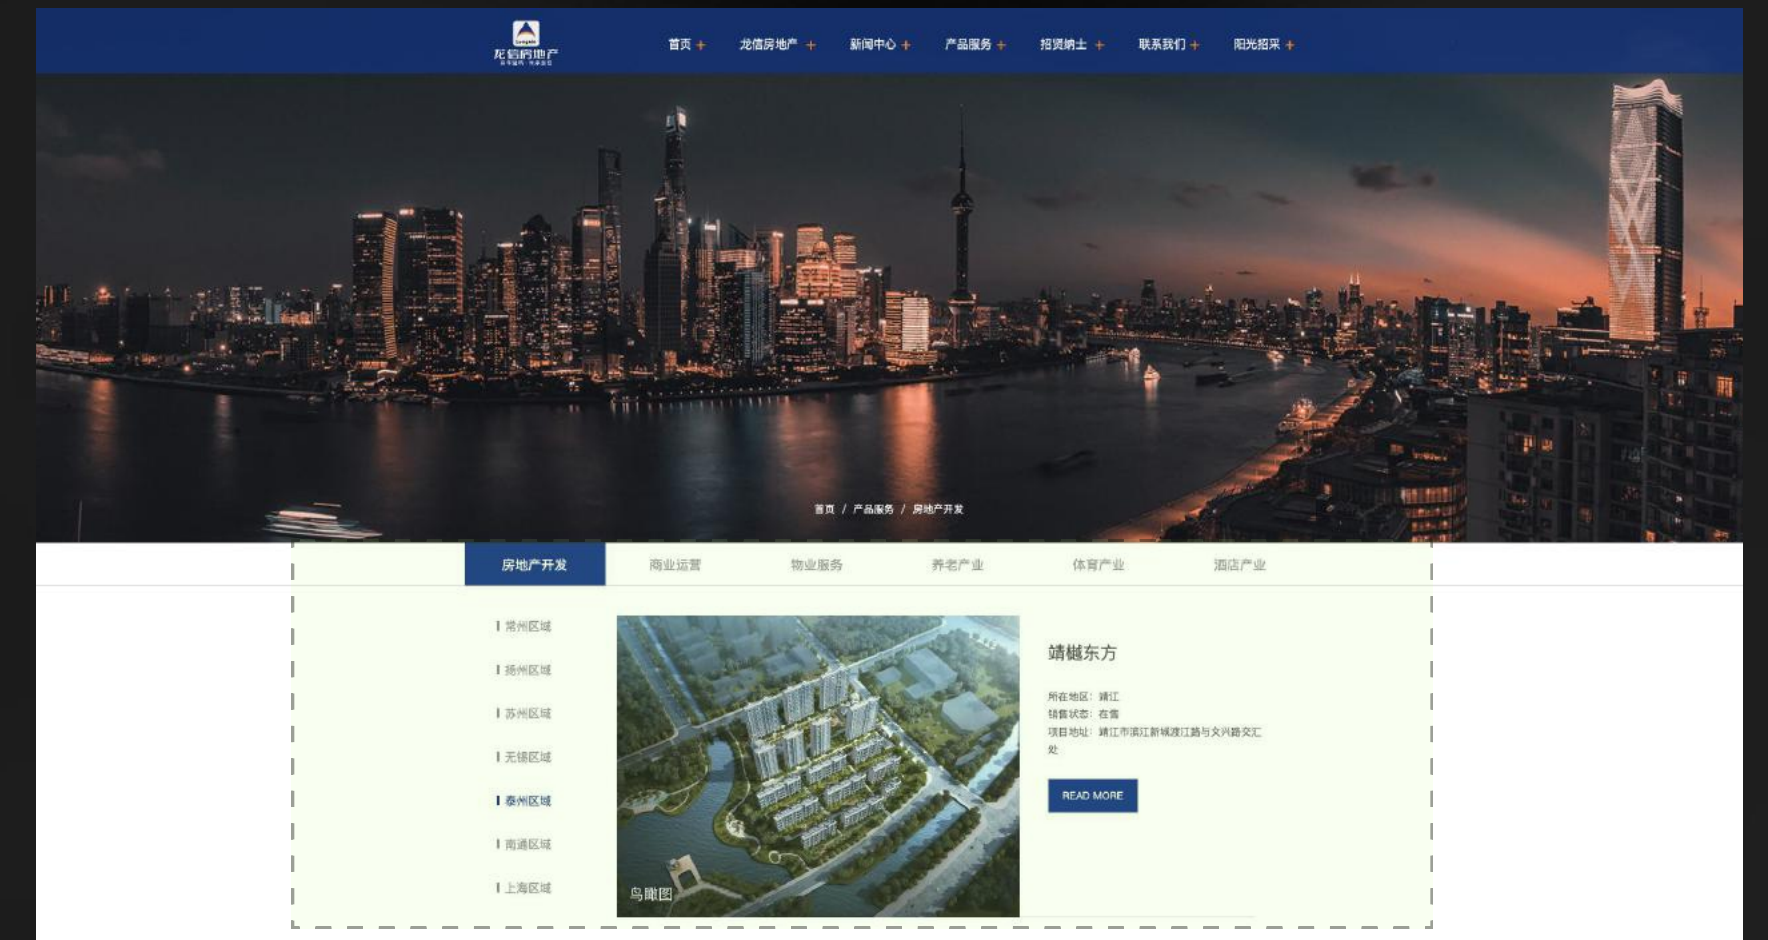 龙信房地产
首页 + 龙信房地产 + 新闻中心 + 产品服务 + 招贤纳士 + 联系我们 + 阳光招采 +
首页 / 产品服务 / 房地产开发
房地产开发 商业运营 物业服务 养老产业 体育产业 酒店产业
常州区域
扬州区域
苏州区域
无锡区域
泰州区域
南通区域
上海区域
鸟瞰图
靖樾东方
所在地区：靖江
销售状态：在售
项目地址：靖江市滨江新城渡江路与文兴路交汇
处
READ MORE